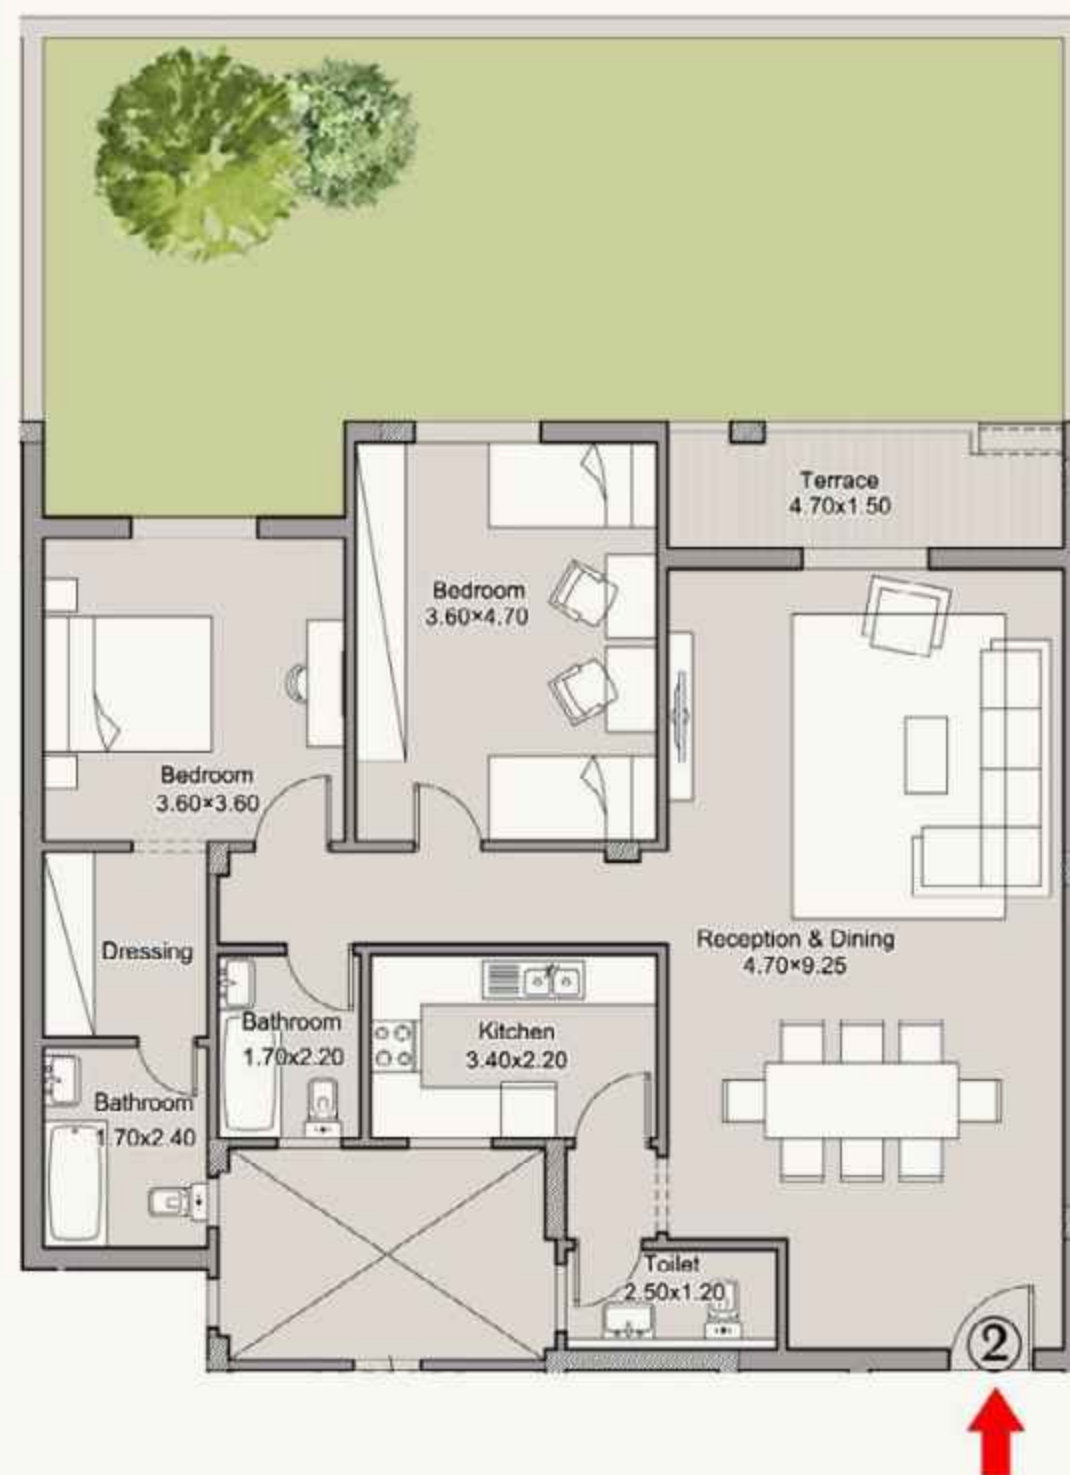 Terrace
4.70x1.50
Bedroom
3.60×4.70
Bedroom
3.60×3.60
Reception & Dining
4.70×9.25
Dressing
Bathroom
1.70x2.20
Kitchen
3.40x2.20
Bathroom
1.70x2.40
Toilet
2.50x1.20
2